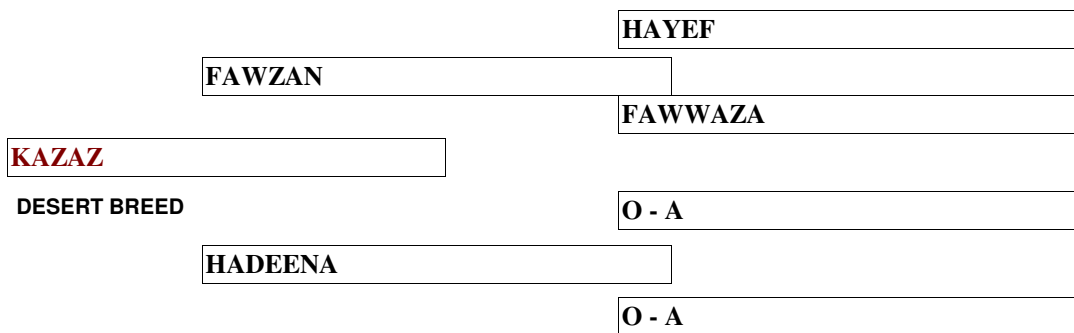 HAYEF
FAWZAN
FAWWAZA
KAZAZ
DESERT BREED
O - A
HADEENA
O - A